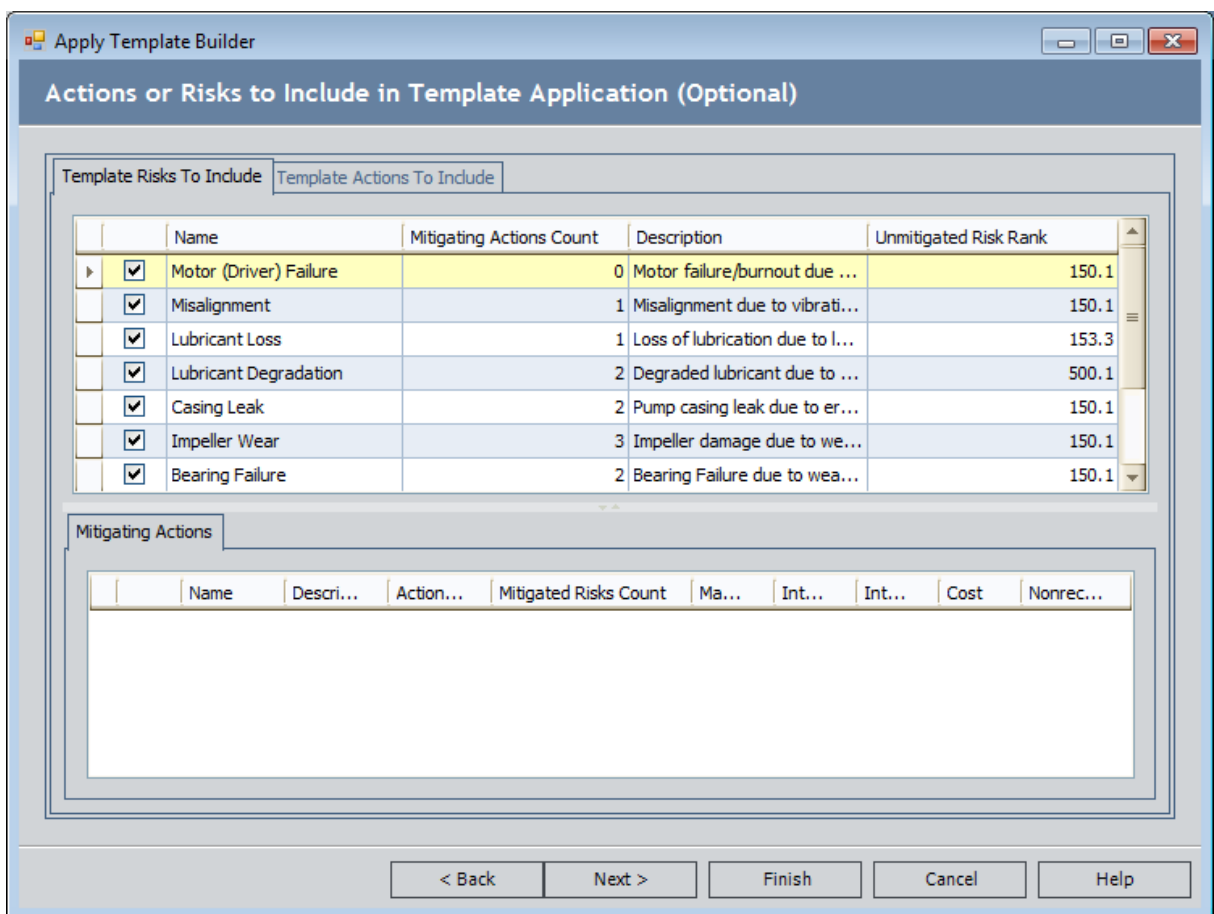 Apply Template Builder
Actions or Risks to Include in Template Application (Optional)
Template Risks To Include Template Actions To Include
Name Mitigating Actions Count Description Unmitigated Risk Rank
Motor (Driver) Failure 0 Motor failure/burnout due ... 150.1
Misalignment 1 Misalignment due to vibrati... 150.1
Lubricant Loss 1 Loss of lubrication due to l... 153.3
Lubricant Degradation 2 Degraded lubricant due to ... 500.1
Casing Leak 2 Pump casing leak due to er... 150.1
Impeller Wear 3 Impeller damage due to we... 150.1
Bearing Failure 2 Bearing Failure due to wea... 150.1
Mitigating Actions
Name Descri... Action... Mitigated Risks Count Ma... Int... Int... Cost Nonrec...
< Back Next > Finish Cancel Help